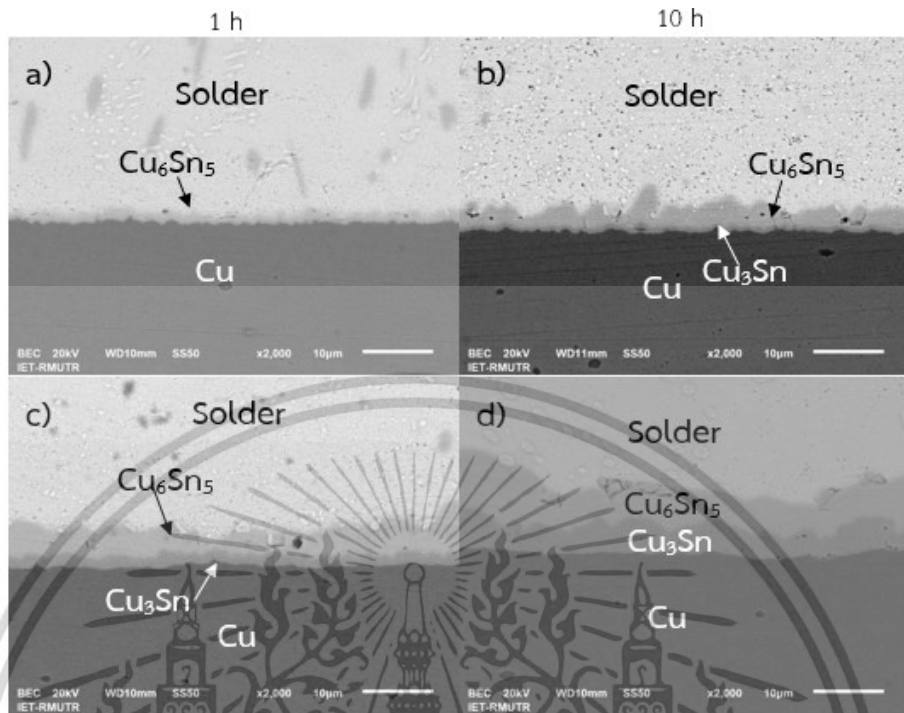 1 h
10 h
a)
Solder
Cu₆Sn₅
Cu
BEC 20kV WD10mm SS50 x2,000 10μm
IET-RMUTR
b)
Solder
Cu₆Sn₅
Cu₃Sn
Cu
BEC 20kV WD11mm SS50 x2,000 10μm
IET-RMUTR
c)
Solder
Cu₆Sn₅
Cu₃Sn
Cu
BEC 20kV WD10mm SS50 x2,000 10μm
IET-RMUTR
d)
Solder
Cu₆Sn₅
Cu₃Sn
Cu
BEC 20kV WD10mm SS50 x2,000 10μm
IET-RMUTR